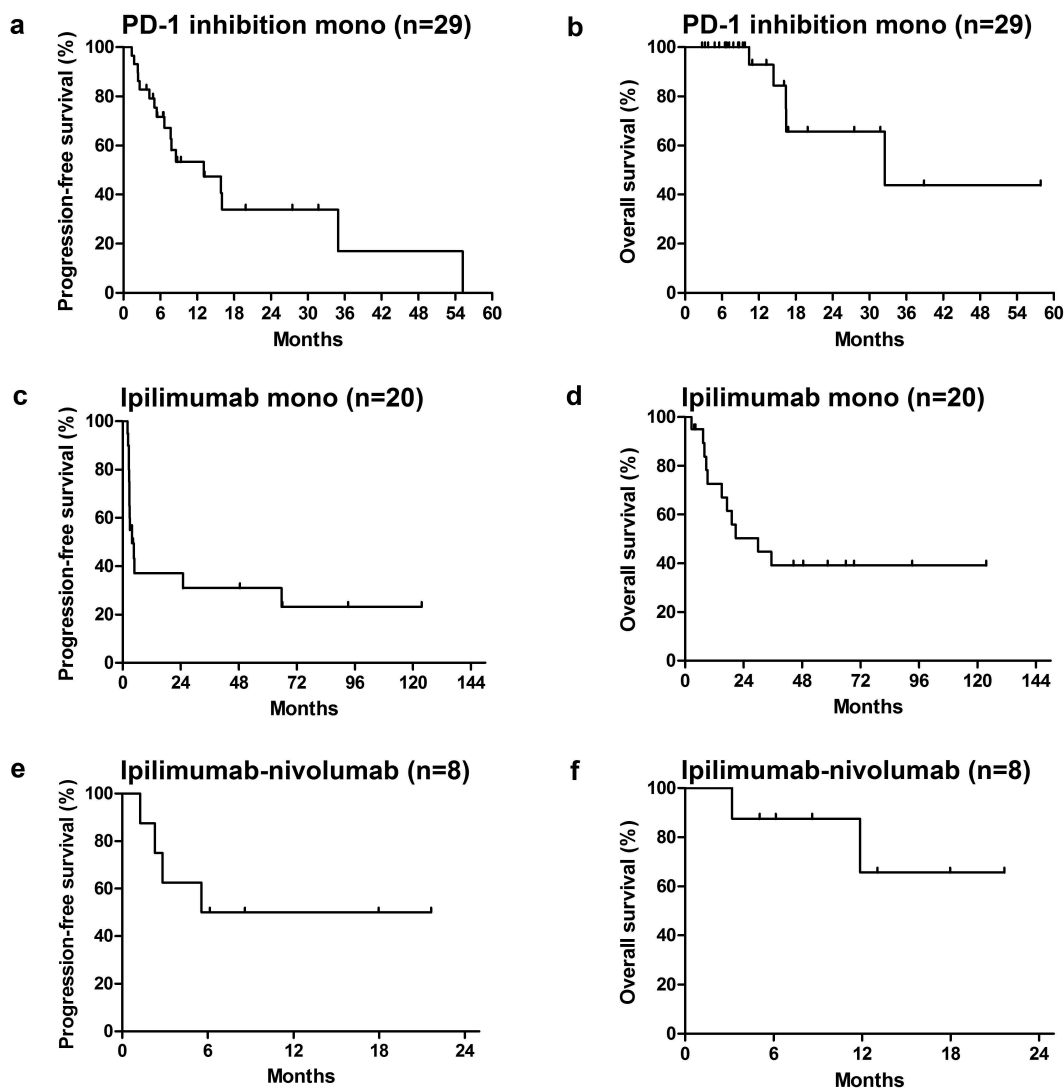 a
PD-1 inhibition mono (n=29)
Progression-free survival (%)
100
80
60
40
20
0
0 6 12 18 24 30 36 42 48 54 60
Months
b
PD-1 inhibition mono (n=29)
Overall survival (%)
100
80
60
40
20
0
0 6 12 18 24 30 36 42 48 54 60
Months
c
Ipilimumab mono (n=20)
Progression-free survival (%)
100
80
60
40
20
0
0 24 48 72 96 120 144
Months
d
Ipilimumab mono (n=20)
Overall survival (%)
100
80
60
40
20
0
0 24 48 72 96 120 144
Months
e
Ipilimumab-nivolumab (n=8)
Progression-free survival (%)
100
80
60
40
20
0
0 6 12 18 24
Months
f
Ipilimumab-nivolumab (n=8)
Overall survival (%)
100
80
60
40
20
0
0 6 12 18 24
Months